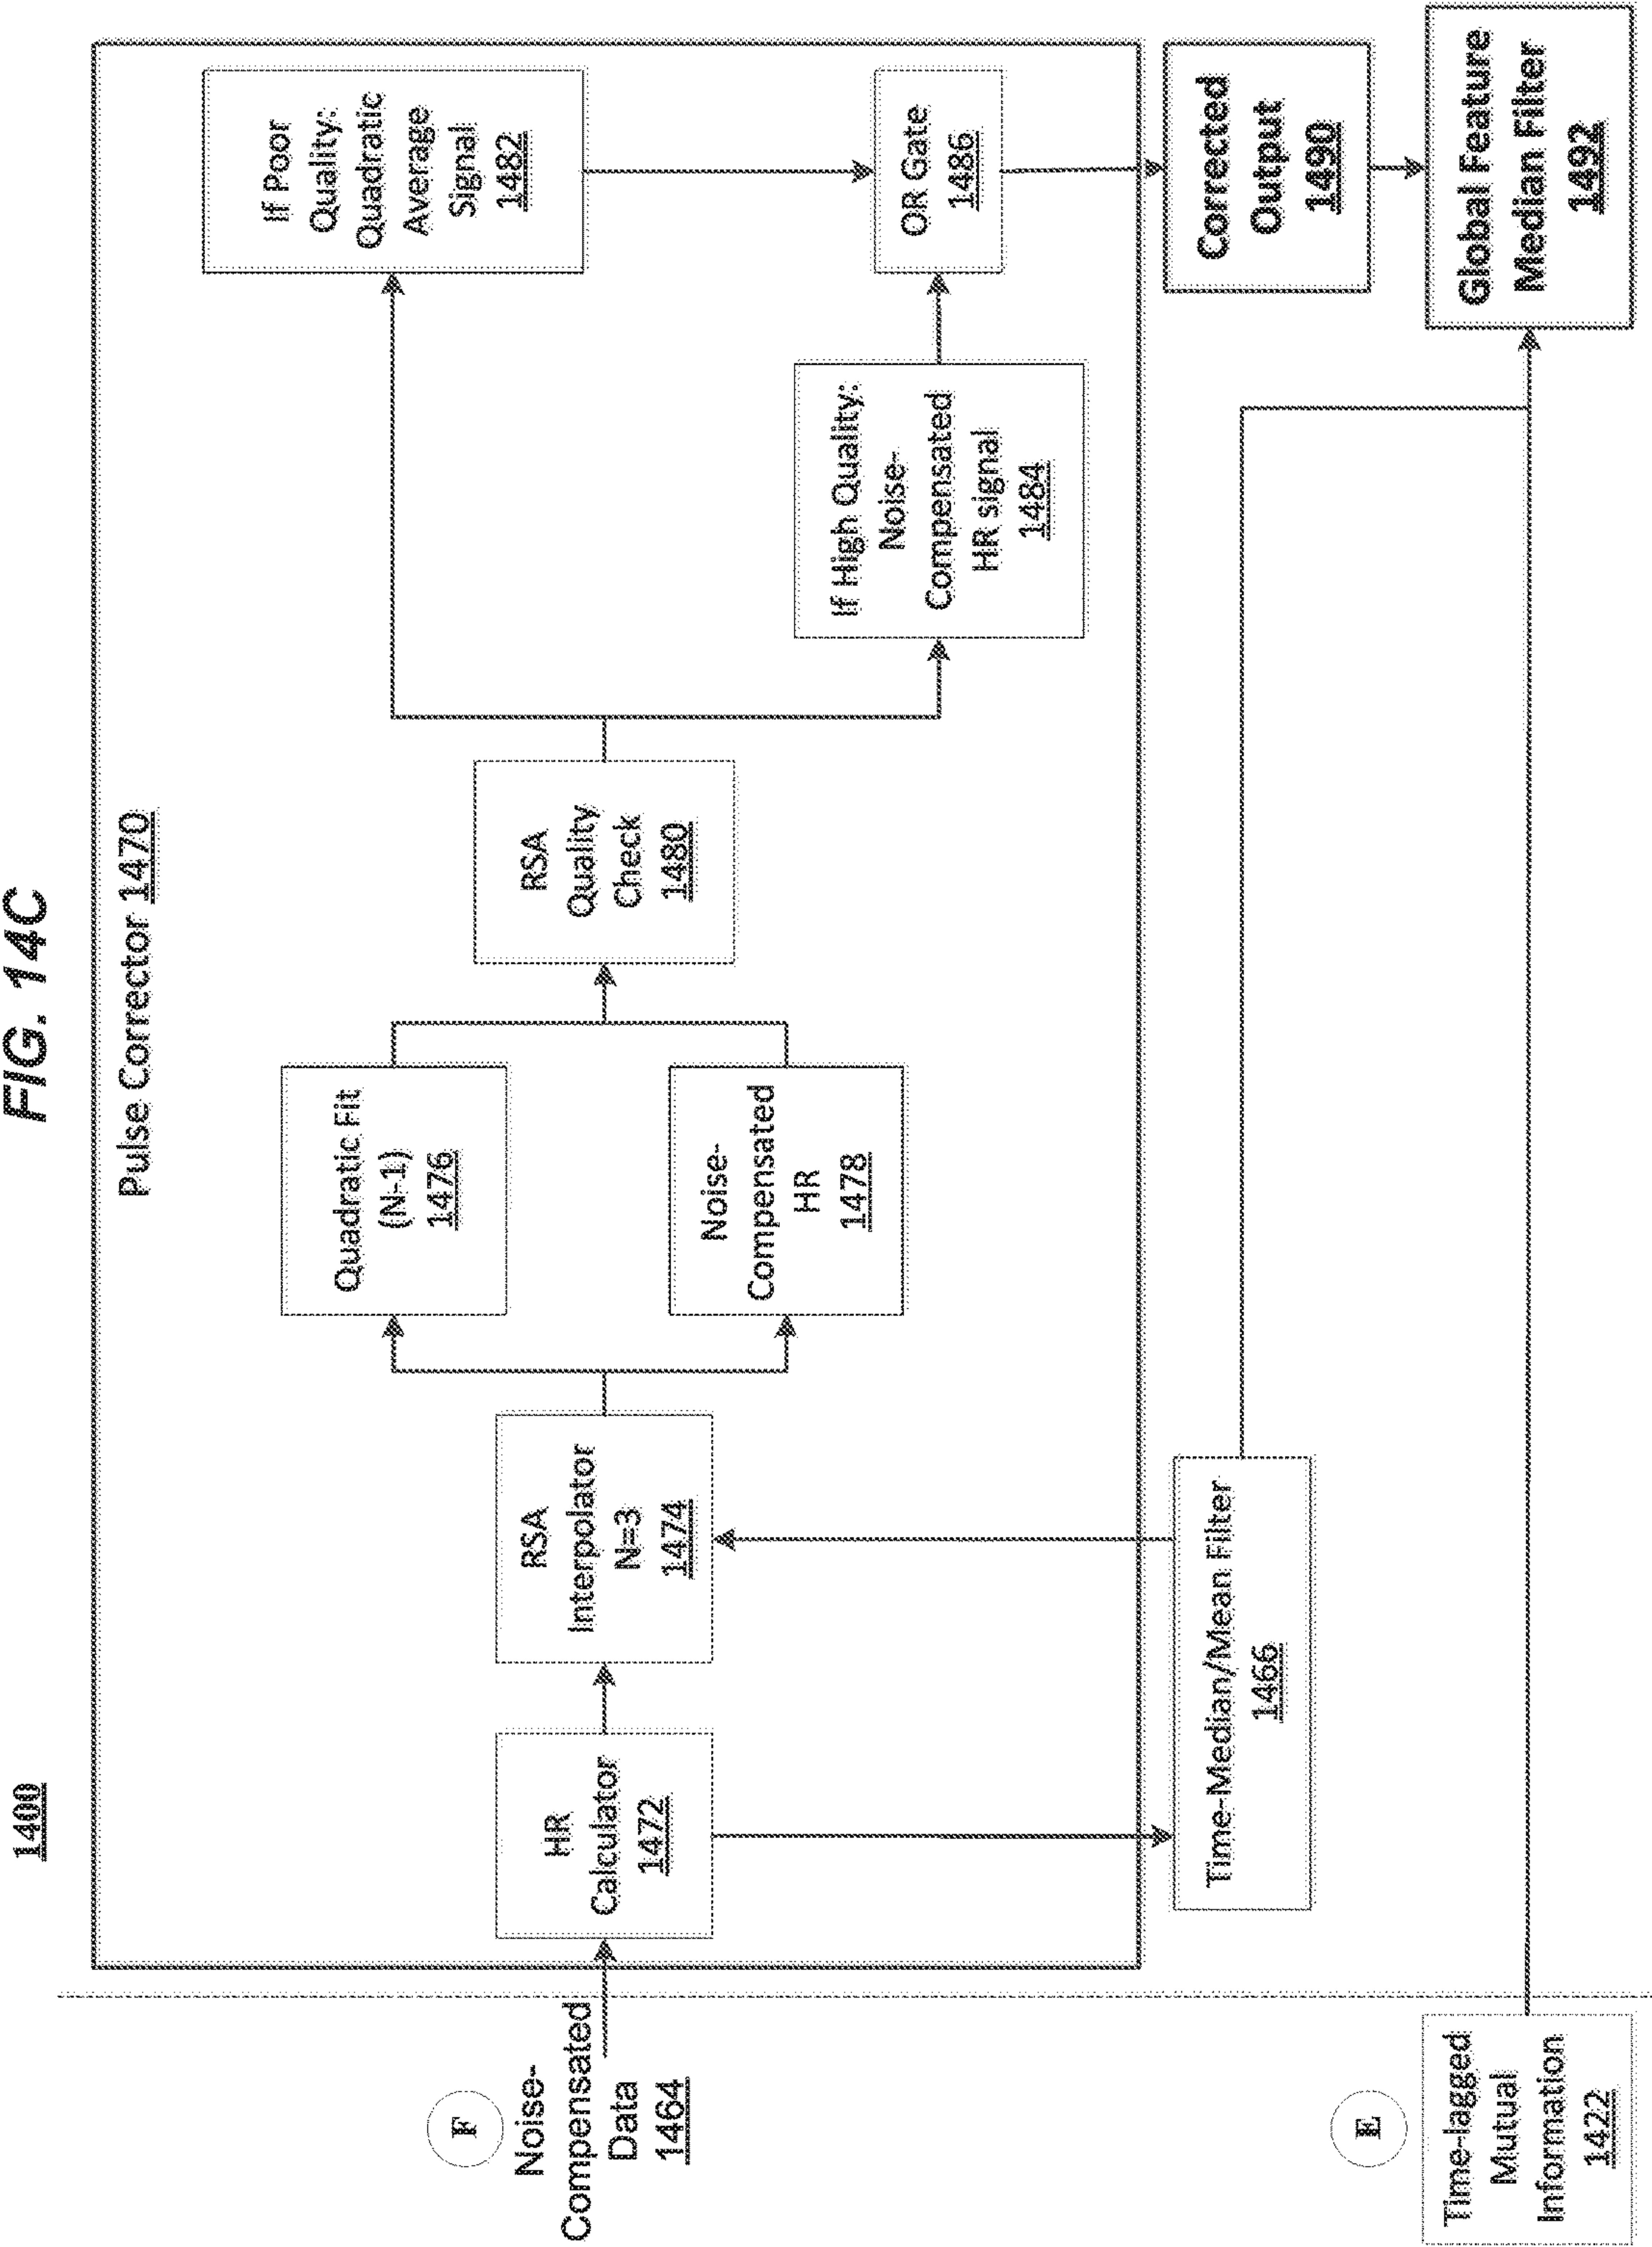 FIG. 14C
1400
Pulse Corrector 1470
F
Noise-
Compensated
Data
1464
HR
Calculator
1472
RSA
Interpolator
N=3
1474
Quadratic Fit
(N-1)
1476
Noise-
Compensated
HR
1478
RSA
Quality
Check
1480
If Poor
Quality:
Quadratic
Average
Signal
1482
If High Quality:
Noise-
Compensated
HR signal
1484
OR Gate
1486
Time-Median/Mean Filter
1466
Corrected
Output
1490
E
Time-lagged
Mutual
Information
1422
Global Feature
Median Filter
1492